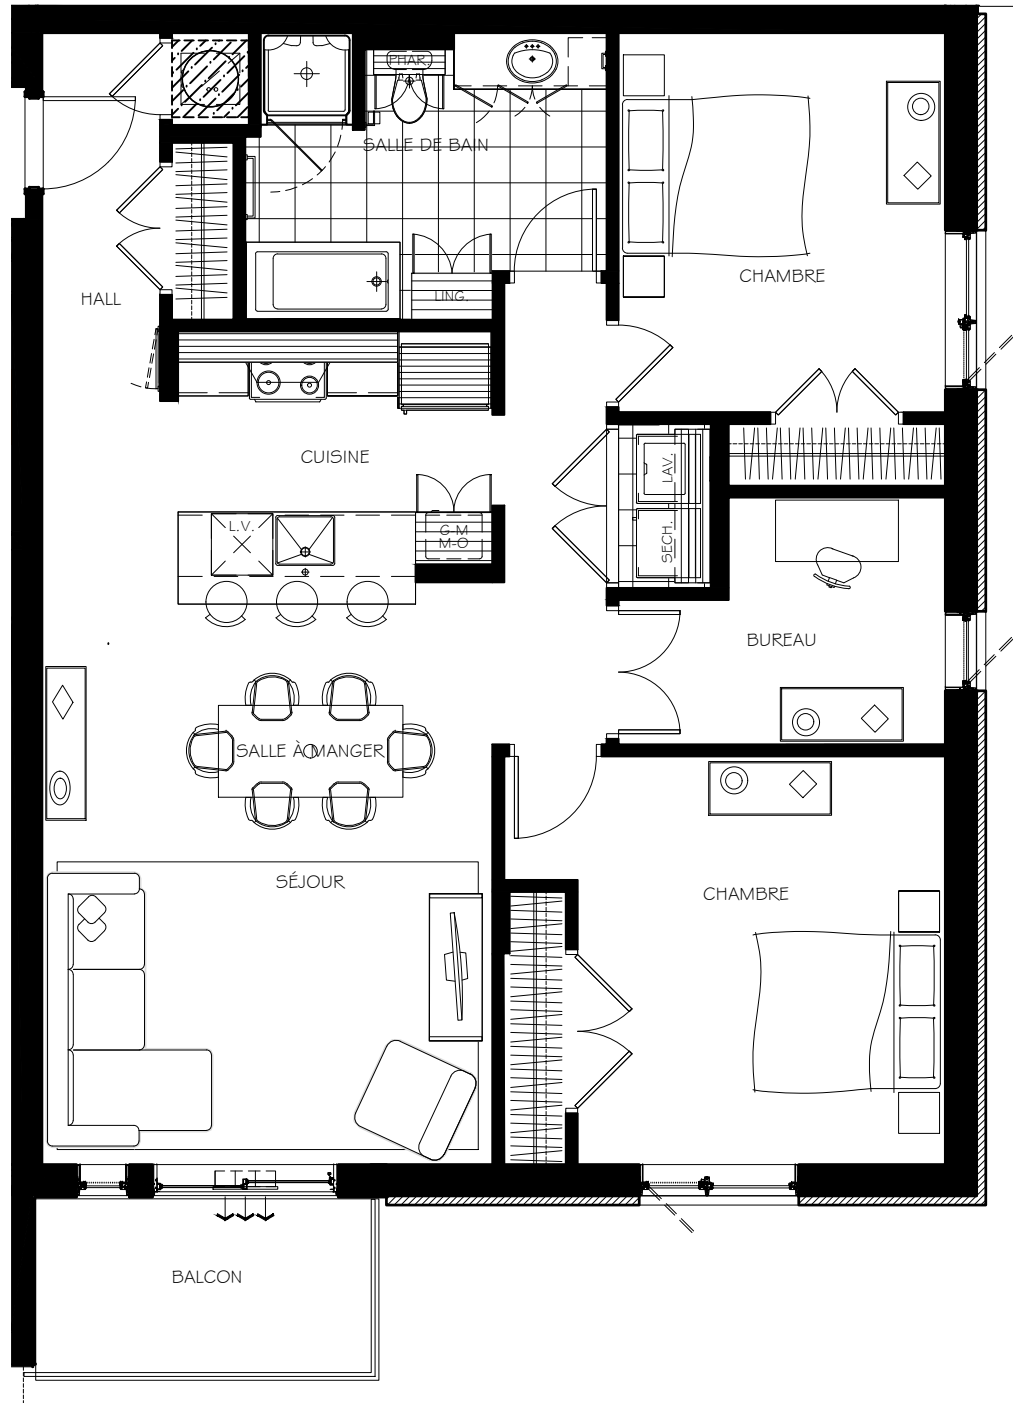 PHAR.
SALLE DE BAIN
CHAMBRE
LING.
HALL
CUISINE
LAV.
L.V.
G-M
M-O
SECH.
BUREAU
SALLE À MANGER
SÉJOUR
CHAMBRE
BALCON